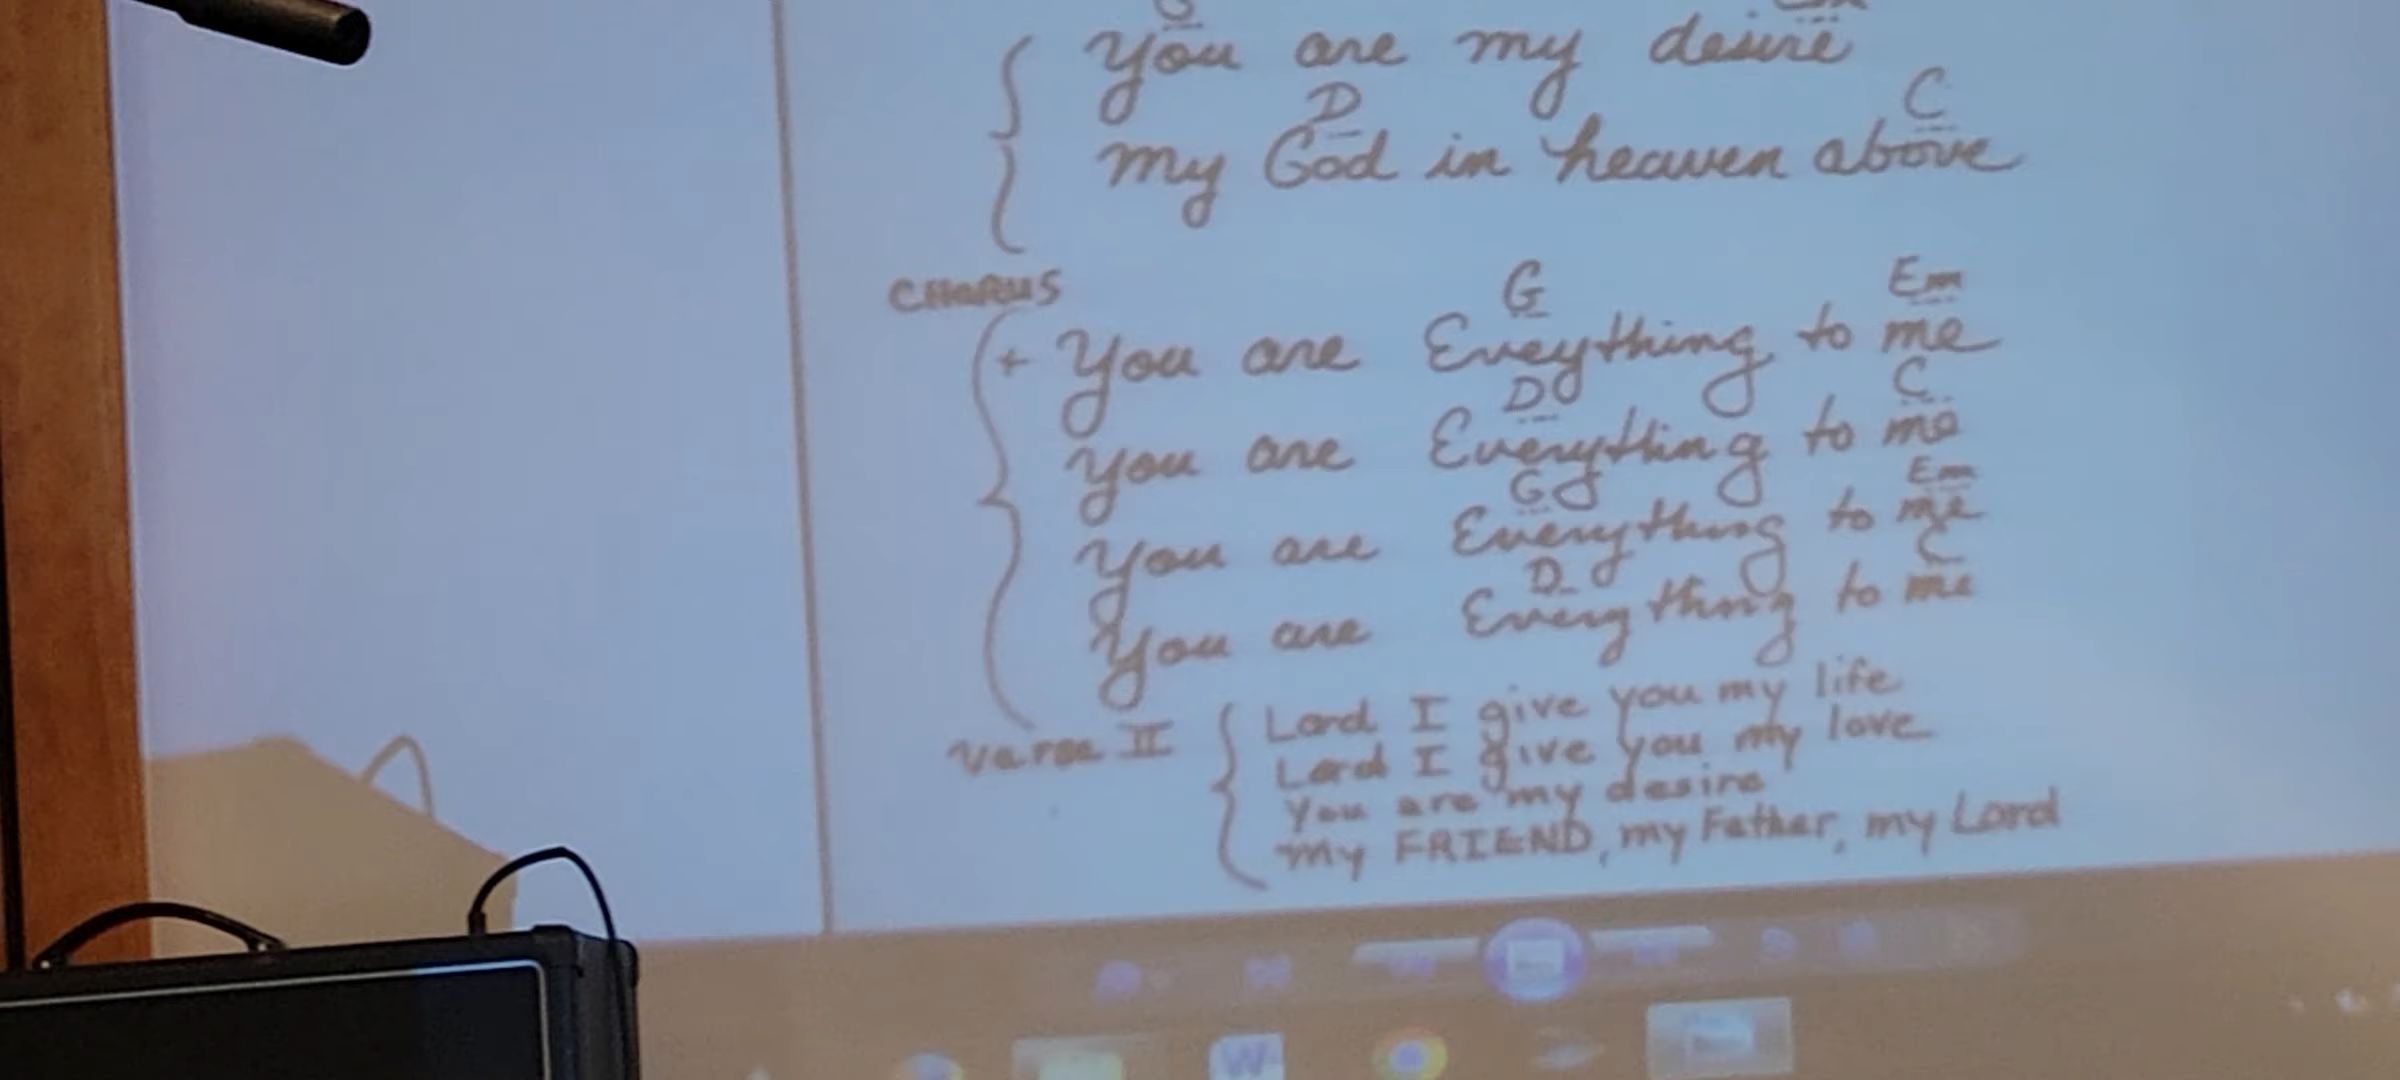 G Em
You are my desire
D C
my God in heaven above
CHORUS
G Em
+ You are Eveything to me
D C
you are Everything to me
G Em
You are Everything to me
D C
You are Everything to me
Verse II
Lord I give you my life
Lord I give you my love
You are my desire
my FRIEND, my Father, my Lord
W